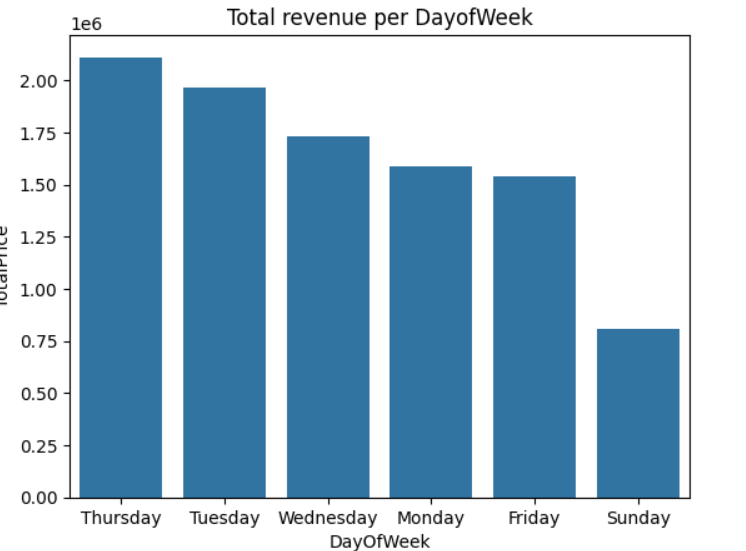 Total revenue per DayofWeek
1e6
2.00
1.75
1.50
1.25
1.00
0.75
0.50
0.25
0.00
TotalPrice
Thursday Tuesday Wednesday Monday Friday Sunday
DayOfWeek